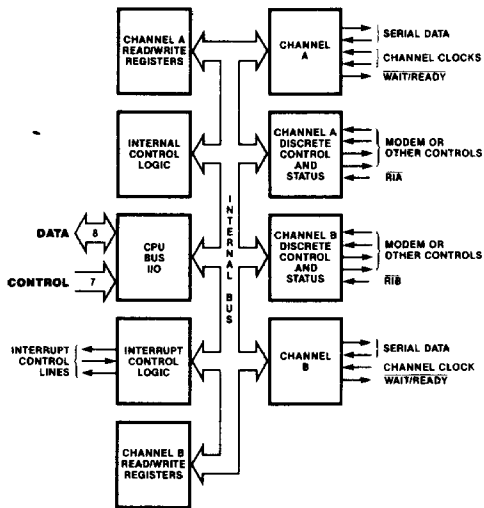 CHANNEL A
READ/WRITE
REGISTERS
CHANNEL
A
SERIAL DATA
CHANNEL CLOCKS
WAIT/READY
INTERNAL
CONTROL
LOGIC
CHANNEL A
DISCRETE
CONTROL
AND
STATUS
MODEM OR
OTHER CONTROLS
RIA
INTERNAL BUS
DATA
8
CONTROL
7
CPU
BUS
I/O
CHANNEL B
DISCRETE
CONTROL
AND
STATUS
MODEM OR
OTHER CONTROLS
RIB
INTERRUPT
CONTROL
LINES
INTERRUPT
CONTROL
LOGIC
CHANNEL
B
SERIAL DATA
CHANNEL CLOCK
WAIT/READY
CHANNEL B
READ/WRITE
REGISTERS